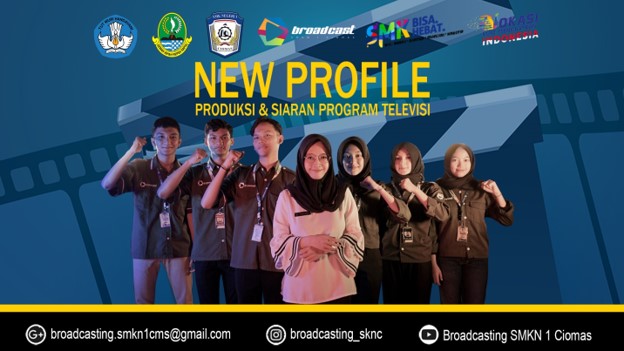 broadcast
SMK BISA.
HEBAT.
VOKASI
INDONESIA
NEW PROFILE
PRODUKSI & SIARAN PROGRAM TELEVISI
broadcasting.smkn1cms@gmail.com
broadcasting_sknc
Broadcasting SMKN 1 Ciomas